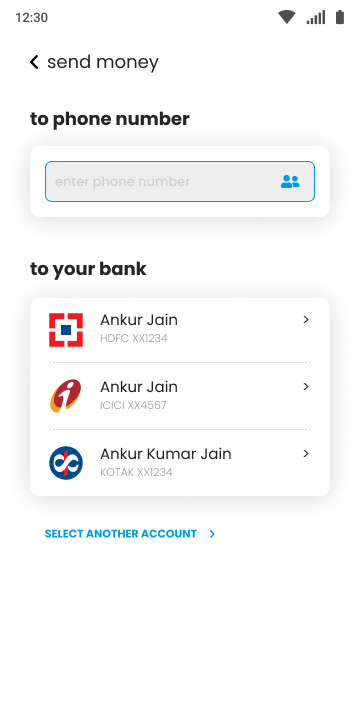 12:30
send money
to phone number
enter phone number
to your bank
Ankur Jain
HDFC XX1234
Ankur Jain
ICICI XX4567
Ankur Kumar Jain
KOTAK XX1234
SELECT ANOTHER ACCOUNT